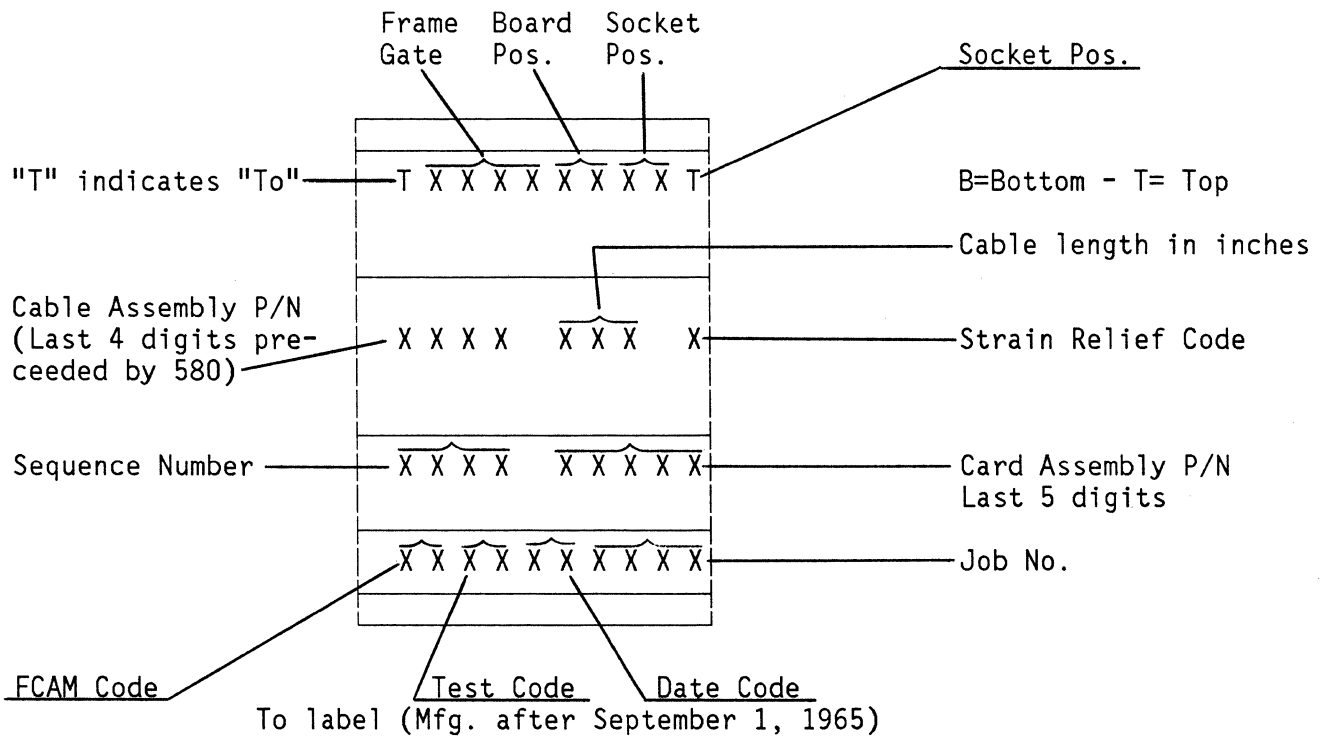 Frame Board Socket
Gate Pos. Pos.
Socket Pos.
"T" indicates "To" T X X X X X X X X T B=Bottom - T= Top
Cable length in inches
Cable Assembly P/N
(Last 4 digits pre-
ceeded by 580)
X X X X X X X X Strain Relief Code
Sequence Number X X X X X X X X X Card Assembly P/N
Last 5 digits
X X X X X X X X X X Job No.
FCAM Code Test Code Date Code
To label (Mfg. after September 1, 1965)